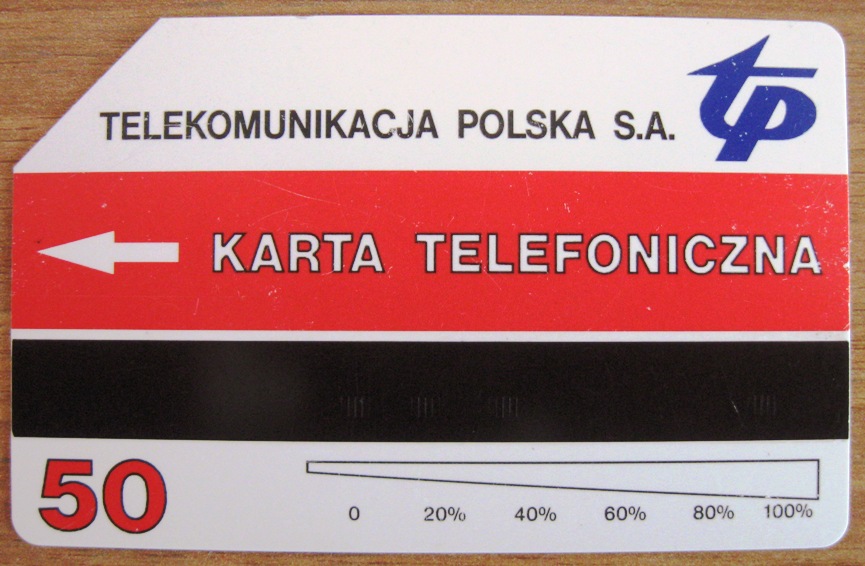 TELEKOMUNIKACJA POLSKA S.A. tp
KARTA TELEFONICZNA
50
0 20% 40% 60% 80% 100%